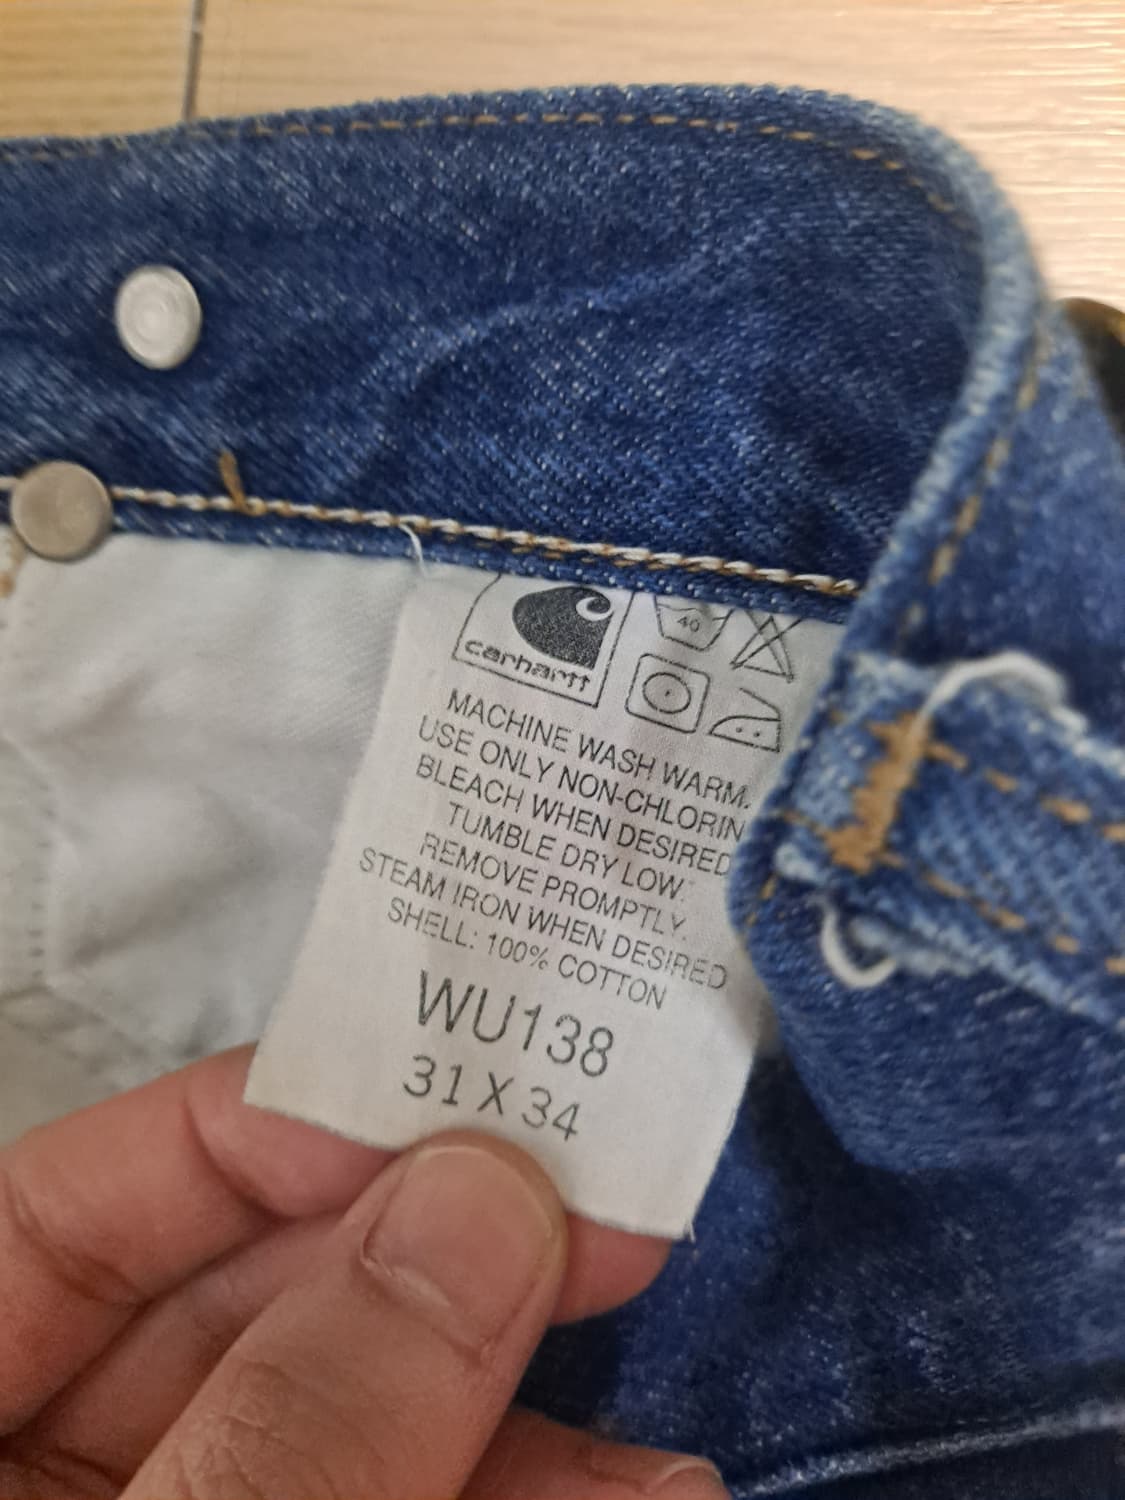 carhartt
40
MACHINE WASH WARM.
USE ONLY NON-CHLORIN
BLEACH WHEN DESIRED
TUMBLE DRY LOW.
REMOVE PROMPTLY.
STEAM IRON WHEN DESIRED
SHELL: 100% COTTON
WU138
31 X 34